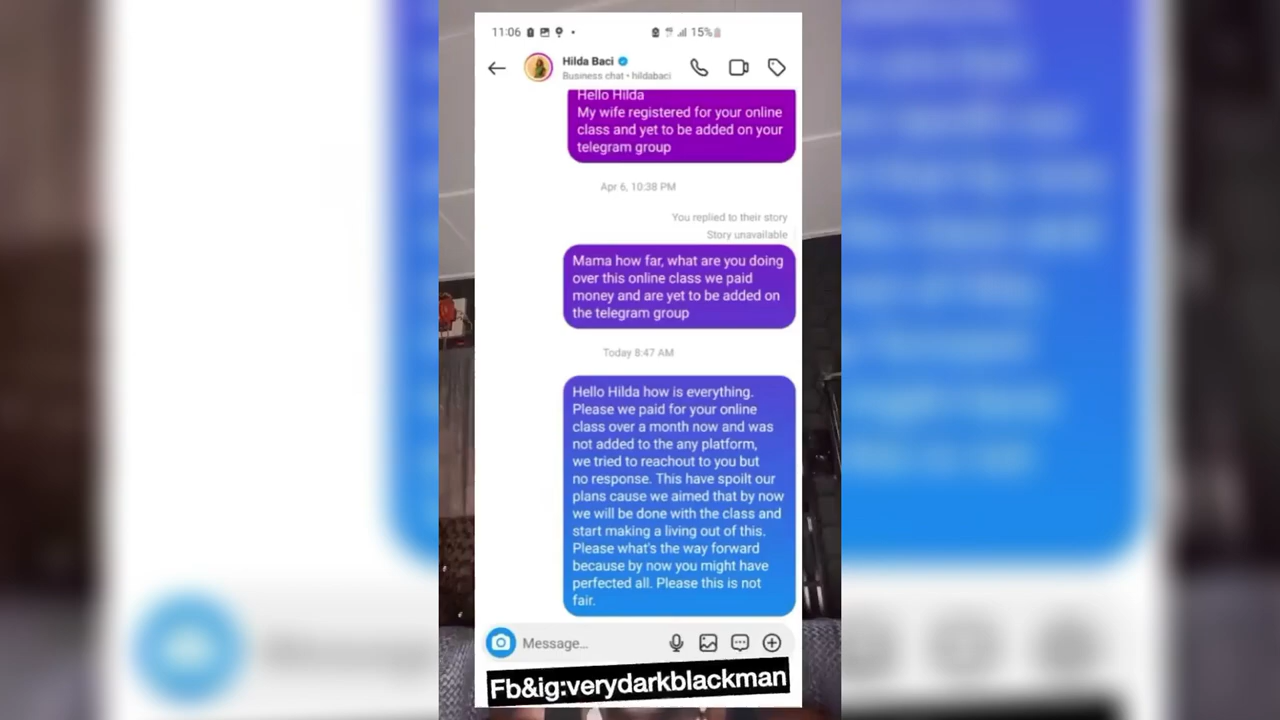 11:06
15%
Hilda Baci
Business chat • hildabaci
Hello Hilda
My wife registered for your online
class and yet to be added on your
telegram group
Apr 6, 10:38 PM
You replied to their story
Story unavailable
Mama how far, what are you doing
over this online class we paid
money and are yet to be added on
the telegram group
Today 8:47 AM
Hello Hilda how is everything.
Please we paid for your online
class over a month now and was
not added to the any platform,
we tried to reachout to you but
no response. This have spoilt our
plans cause we aimed that by now
we will be done with the class and
start making a living out of this.
Please what's the way forward
because by now you might have
perfected all. Please this is not
fair.
Message...
Fb&ig:verydarkblackman